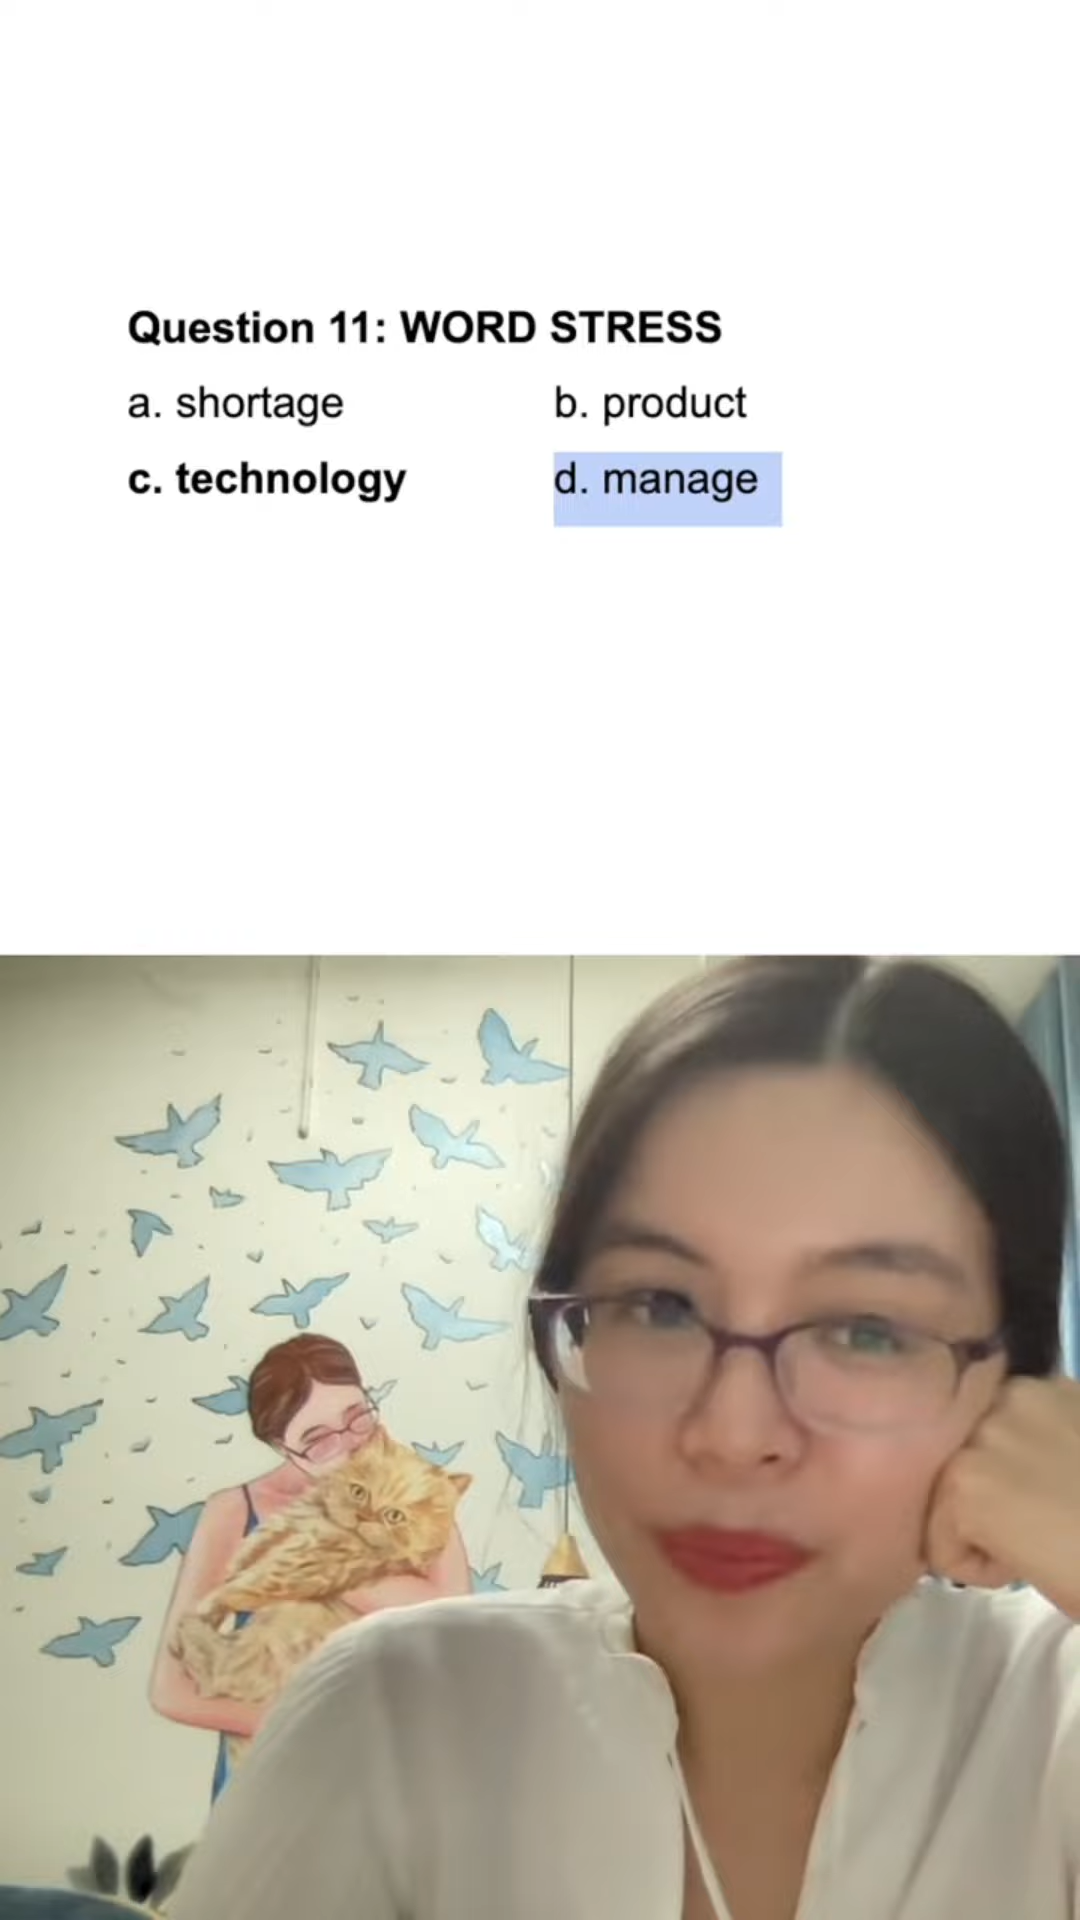 Question 11: WORD STRESS
a. shortage b. product
c. technology d. manage